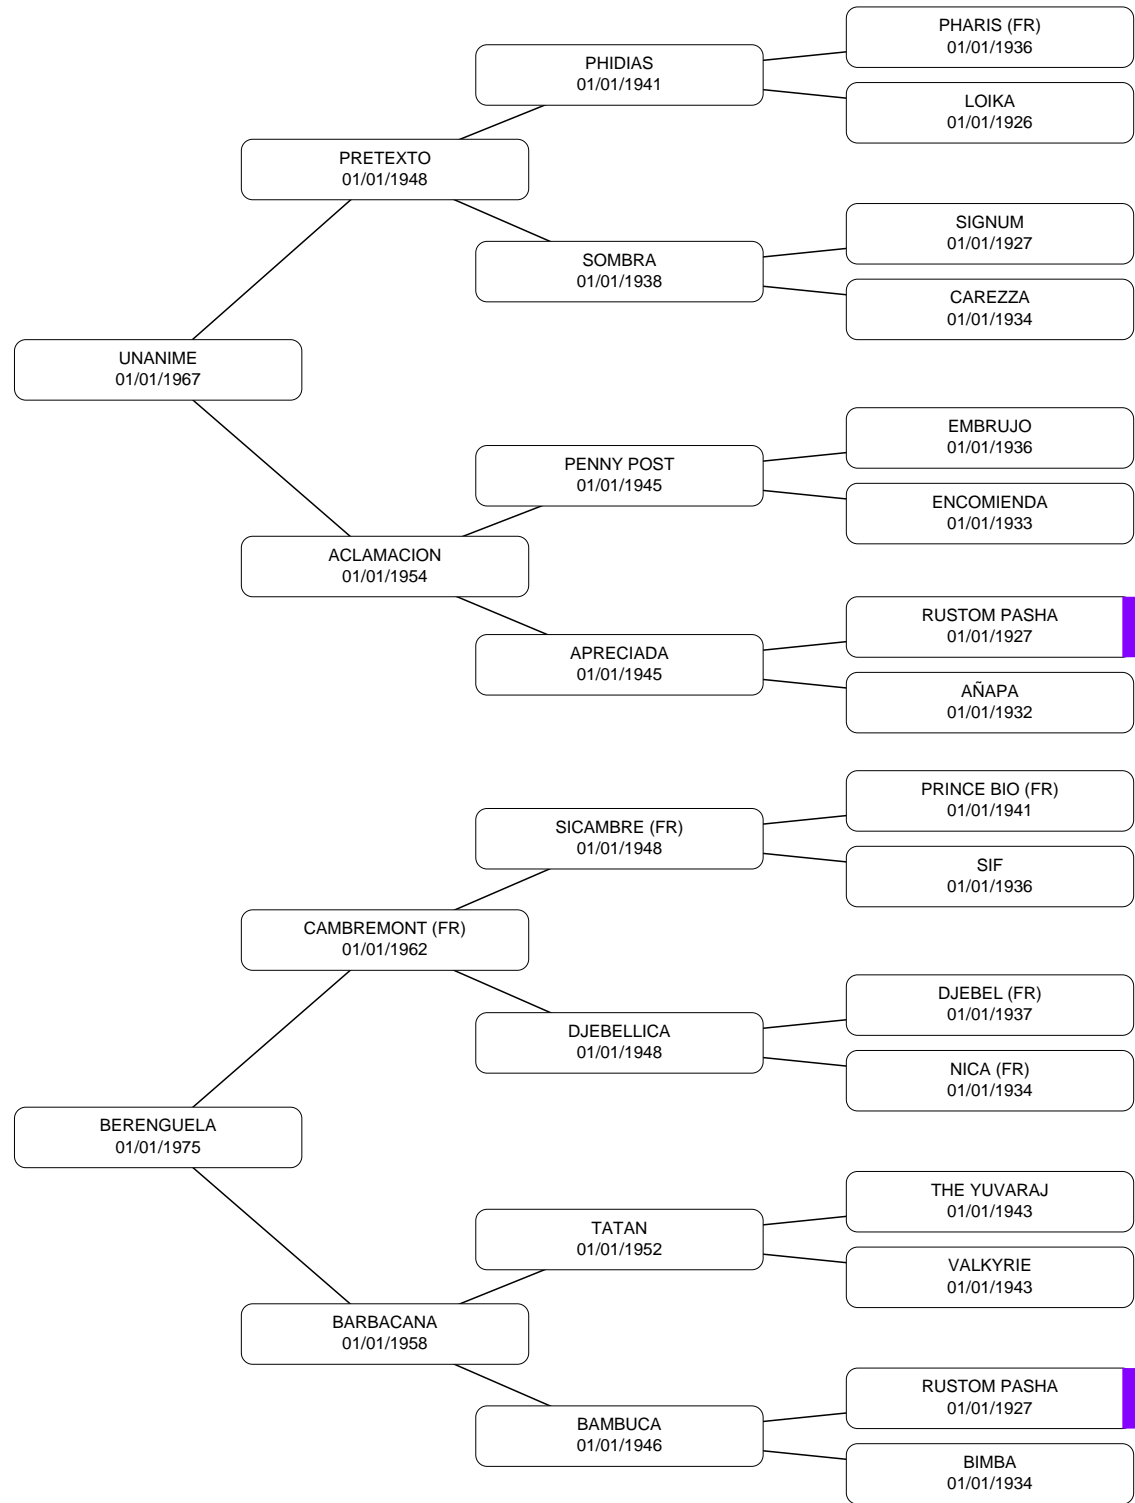 PHARIS (FR)
01/01/1936
PHIDIAS
01/01/1941
LOIKA
01/01/1926
PRETEXTO
01/01/1948
SIGNUM
01/01/1927
SOMBRA
01/01/1938
CAREZZA
01/01/1934
UNANIME
01/01/1967
EMBRUJO
01/01/1936
PENNY POST
01/01/1945
ENCOMIENDA
01/01/1933
ACLAMACION
01/01/1954
RUSTOM PASHA
01/01/1927
APRECIADA
01/01/1945
AÑAPA
01/01/1932
PRINCE BIO (FR)
01/01/1941
SICAMBRE (FR)
01/01/1948
SIF
01/01/1936
CAMBREMONT (FR)
01/01/1962
DJEBEL (FR)
01/01/1937
DJEBELLICA
01/01/1948
NICA (FR)
01/01/1934
BERENGUELA
01/01/1975
THE YUVARAJ
01/01/1943
TATAN
01/01/1952
VALKYRIE
01/01/1943
BARBACANA
01/01/1958
RUSTOM PASHA
01/01/1927
BAMBUCA
01/01/1946
BIMBA
01/01/1934